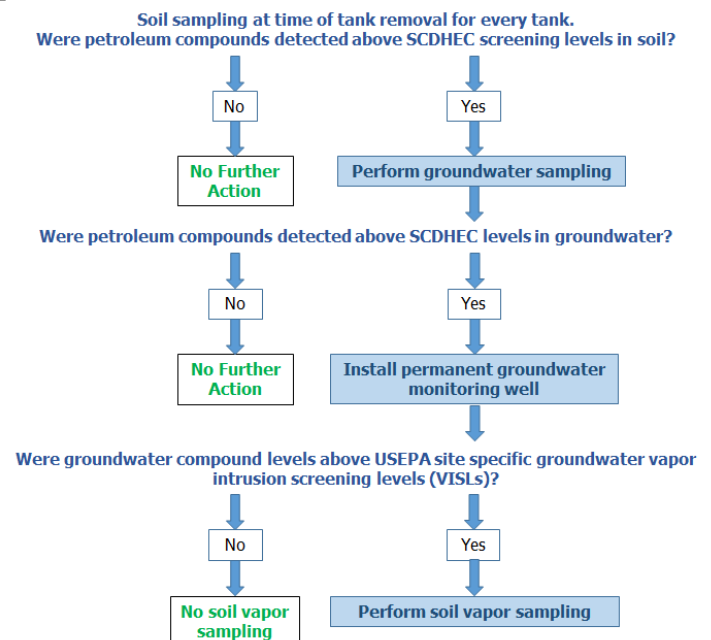 Soil sampling at time of tank removal for every tank.
Were petroleum compounds detected above SCDHEC screening levels in soil?
No
Yes
No Further
Action
Perform groundwater sampling
Were petroleum compounds detected above SCDHEC levels in groundwater?
No
Yes
No Further
Action
Install permanent groundwater
monitoring well
Were groundwater compound levels above USEPA site specific groundwater vapor
intrusion screening levels (VISLs)?
No
Yes
No soil vapor
sampling
Perform soil vapor sampling